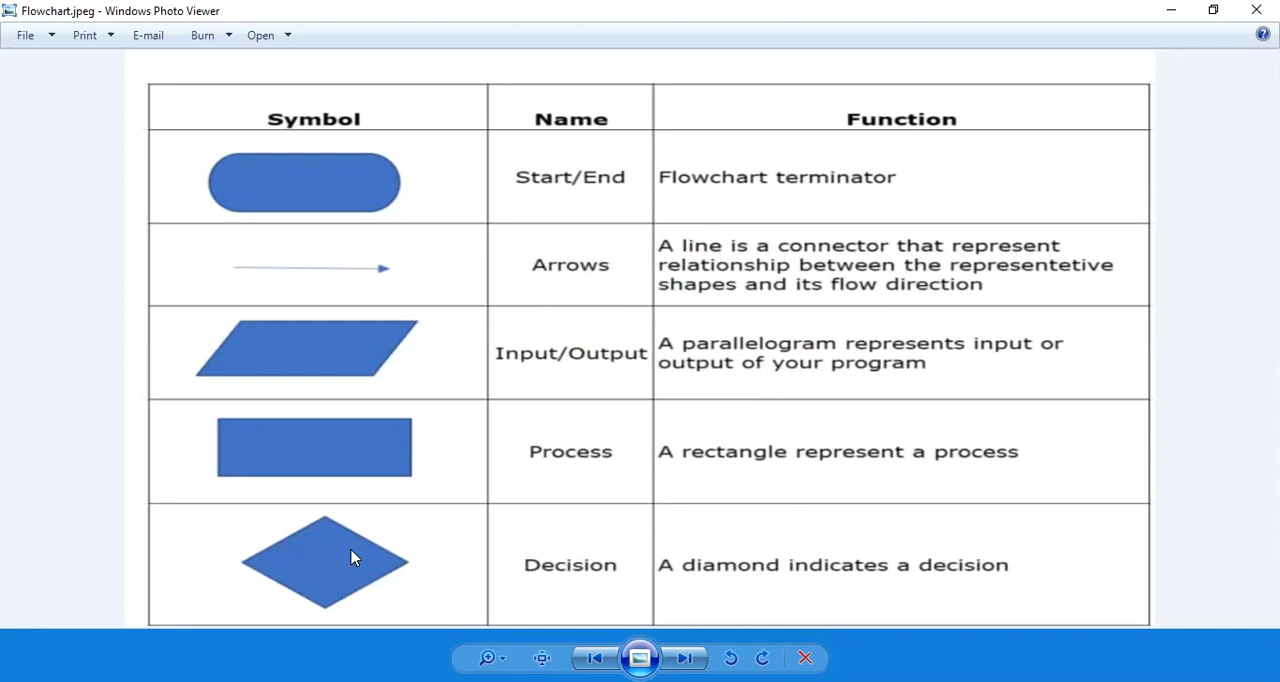 Flowchart.jpeg - Windows Photo Viewer
File Print E-mail Burn Open
Symbol Name Function
Start/End Flowchart terminator
Arrows
A line is a connector that represent
relationship between the representetive
shapes and its flow direction
Input/Output
A parallelogram represents input or
output of your program
Process A rectangle represent a process
Decision A diamond indicates a decision